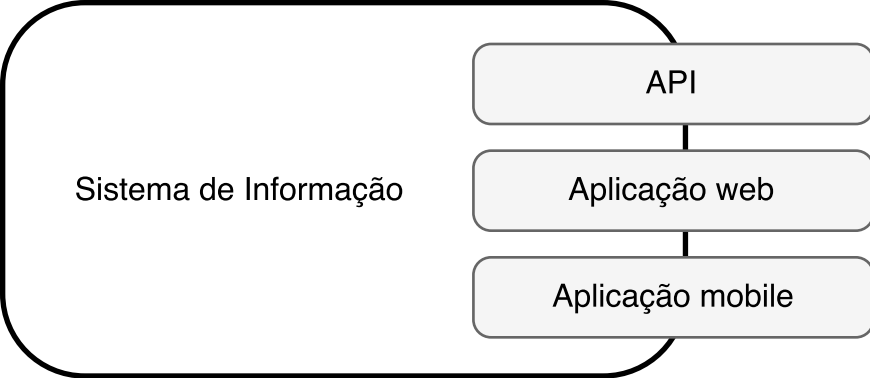 API
Sistema de Informação
Aplicação web
Aplicação mobile